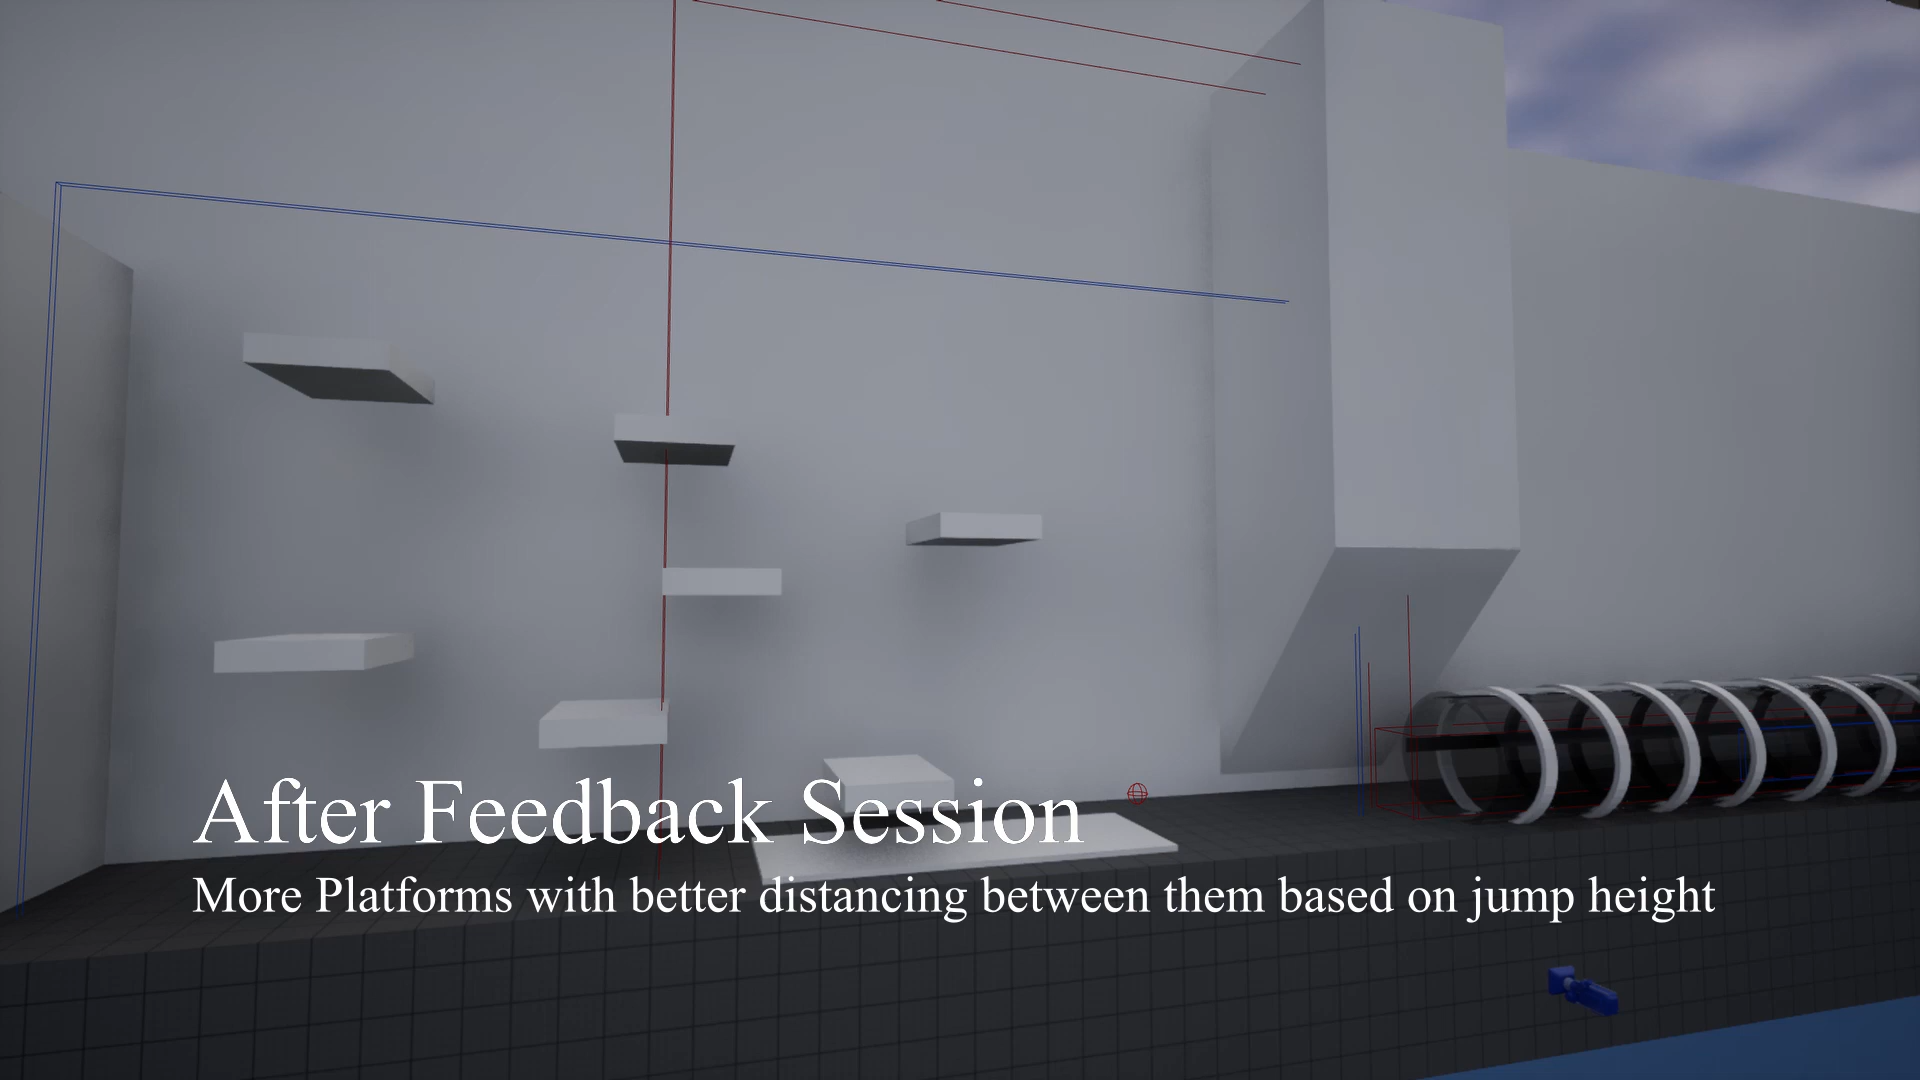 After Feedback Session
More Platforms with better distancing between them based on jump height